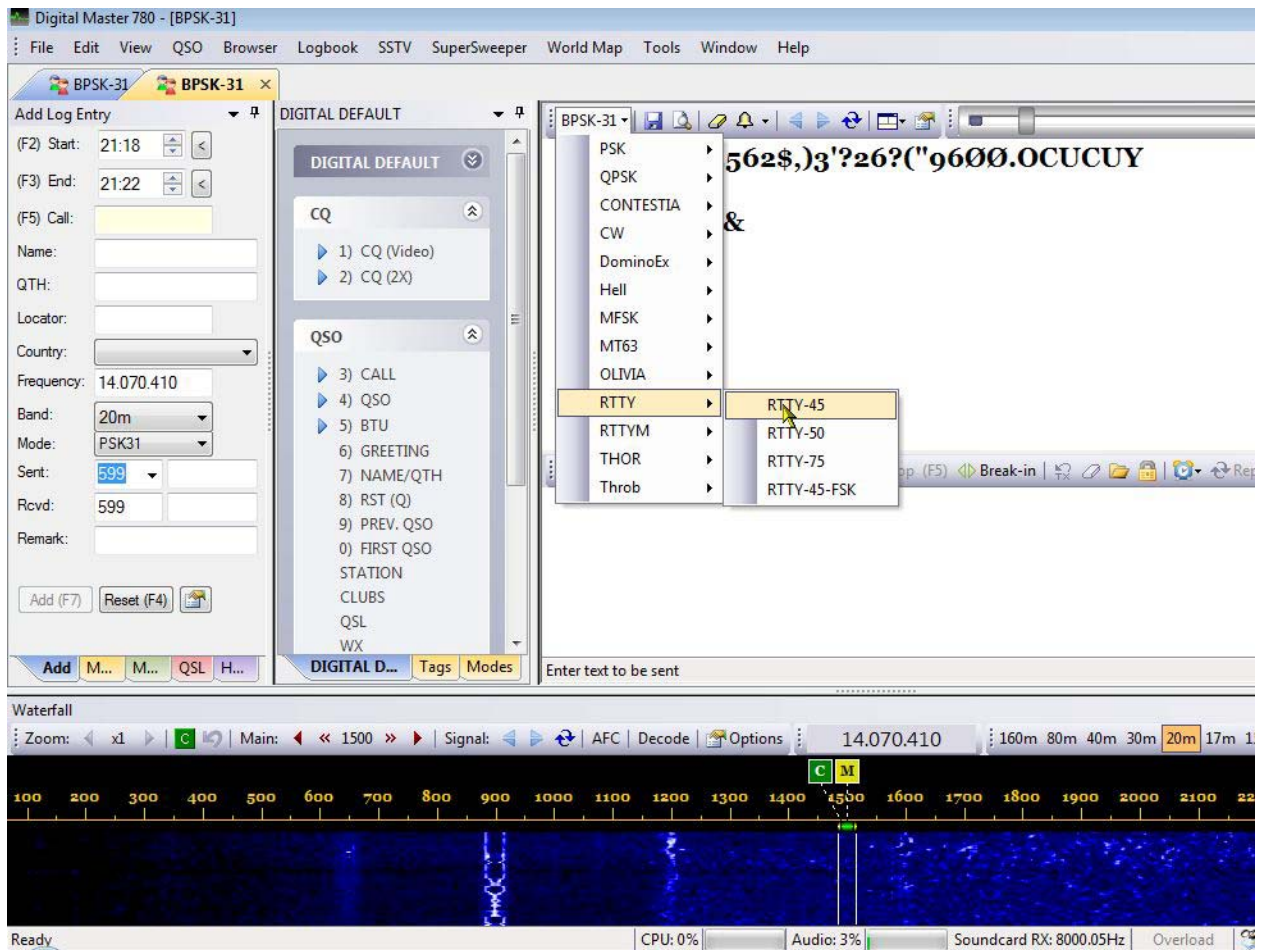 Digital Master 780 - [BPSK-31]
File Edit View QSO Browser Logbook SSTV SuperSweeper World Map Tools Window Help
BPSK-31 BPSK-31
Add Log Entry
(F2) Start: 21:18 <
(F3) End: 21:22 <
(F5) Call:
Name:
QTH:
Locator:
Country:
Frequency: 14.070.410
Band: 20m
Mode: PSK31
Sent: 599
Rcvd: 599
Remark:
Add (F7) Reset (F4)
Add M... M... QSL H...
DIGITAL DEFAULT
DIGITAL DEFAULT
CQ
1) CQ (Video)
2) CQ (2X)
QSO
3) CALL
4) QSO
5) BTU
6) GREETING
7) NAME/QTH
8) RST (Q)
9) PREV. QSO
0) FIRST QSO
STATION
CLUBS
QSL
WX
DIGITAL D... Tags Modes
BPSK-31
562$,)3'?26?("96ØØ.OCUCUY
&
PSK
QPSK
CONTESTIA
CW
DominoEx
Hell
MFSK
MT63
OLIVIA
RTTY
RTTYM
THOR
Throb
RTTY-45
RTTY-50
RTTY-75
RTTY-45-FSK
(F5) Break-in
Enter text to be sent
Waterfall
Zoom: x1 C Main: 1500 Signal: AFC Decode Options 14.070.410 160m 80m 40m 30m 20m 17m
C M
100 200 300 400 500 600 700 800 900 1000 1100 1200 1300 1400 1500 1600 1700 1800 1900 2000 2100
Ready CPU: 0% Audio: 3% Soundcard RX: 8000.05Hz Overload